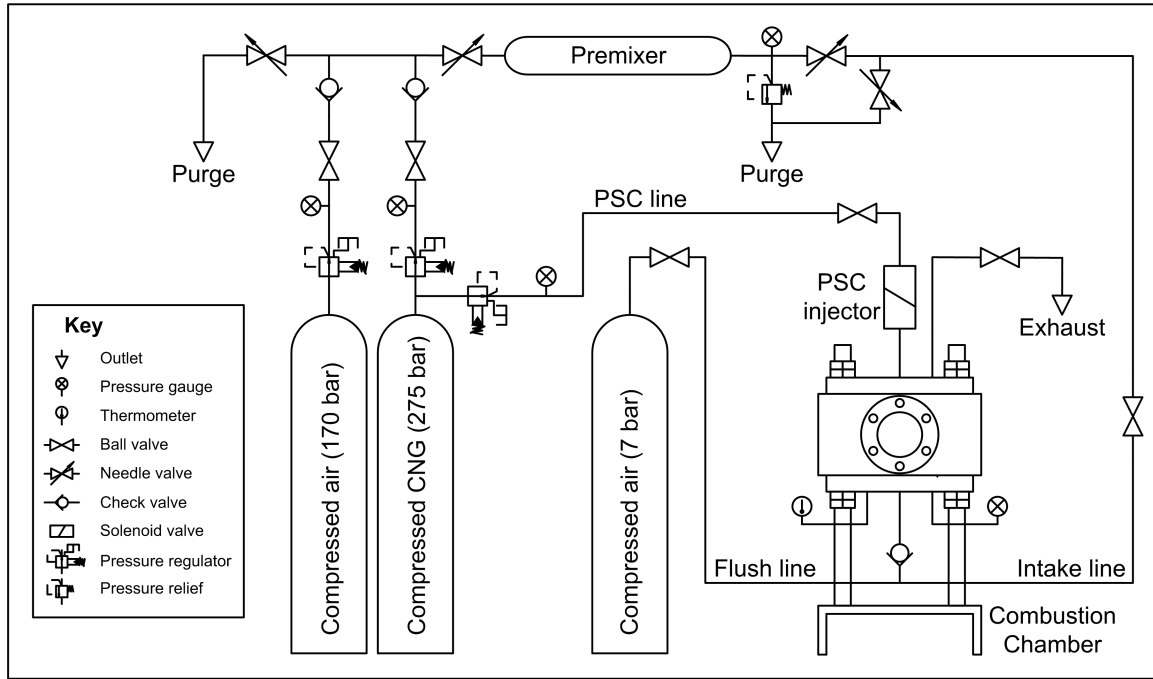 Premixer
Purge
Purge
PSC line
PSC
injector
Exhaust
Key
Outlet
Pressure gauge
Thermometer
Ball valve
Needle valve
Check valve
Solenoid valve
Pressure regulator
Pressure relief
Compressed air (170 bar)
Compressed CNG (275 bar)
Compressed air (7 bar)
Flush line
Intake line
Combustion
Chamber